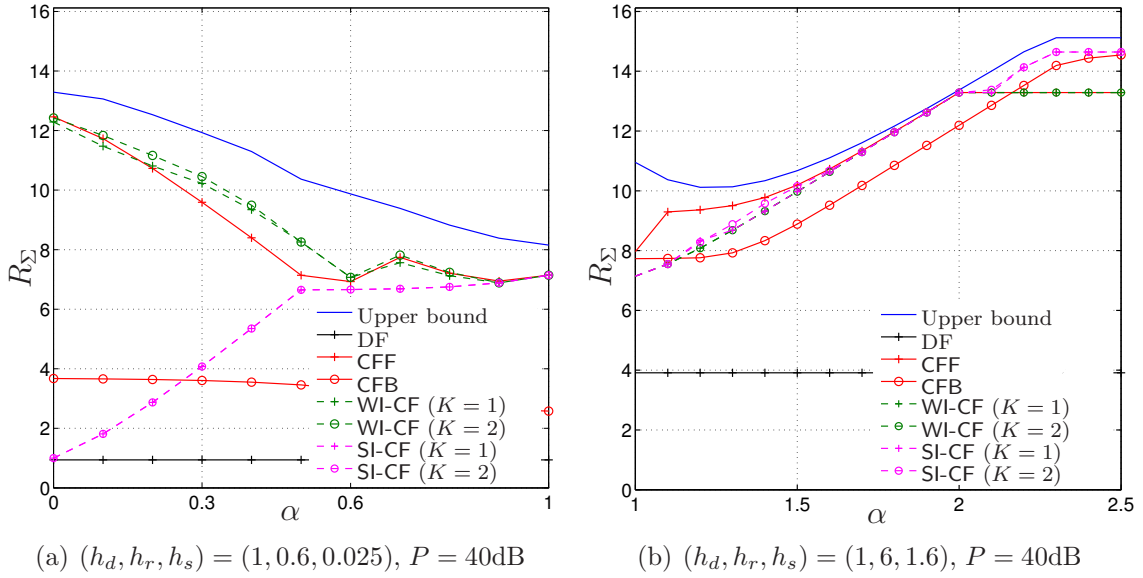 16
14
12
10
8
6
4
2
0
R_Σ
0
0.3
0.6
1
α
Upper bound
DF
CFF
CFB
WI-CF (K = 1)
WI-CF (K = 2)
SI-CF (K = 1)
SI-CF (K = 2)
(a) (h_d, h_r, h_s) = (1, 0.6, 0.025), P = 40dB
16
14
12
10
8
6
4
2
0
R_Σ
1
1.5
2
2.5
α
Upper bound
DF
CFF
CFB
WI-CF (K = 1)
WI-CF (K = 2)
SI-CF (K = 1)
SI-CF (K = 2)
(b) (h_d, h_r, h_s) = (1, 6, 1.6), P = 40dB